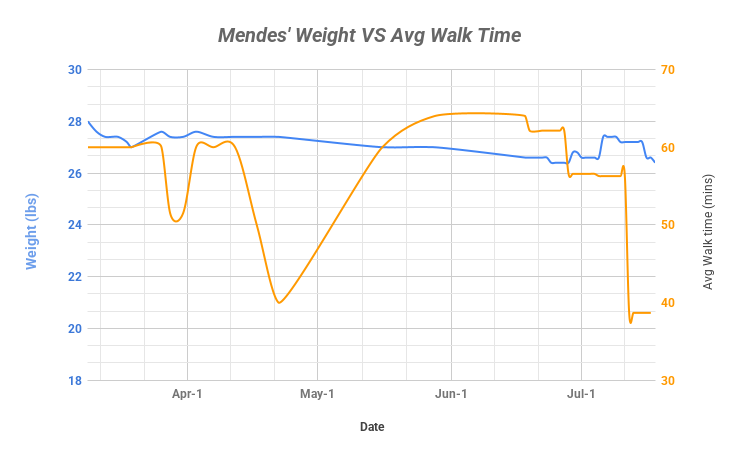 Mendes' Weight VS Avg Walk Time
30
28
26
24
22
20
18
Weight (lbs)
70
60
50
40
30
Avg Walk time (mins)
Apr-1 May-1 Jun-1 Jul-1
Date